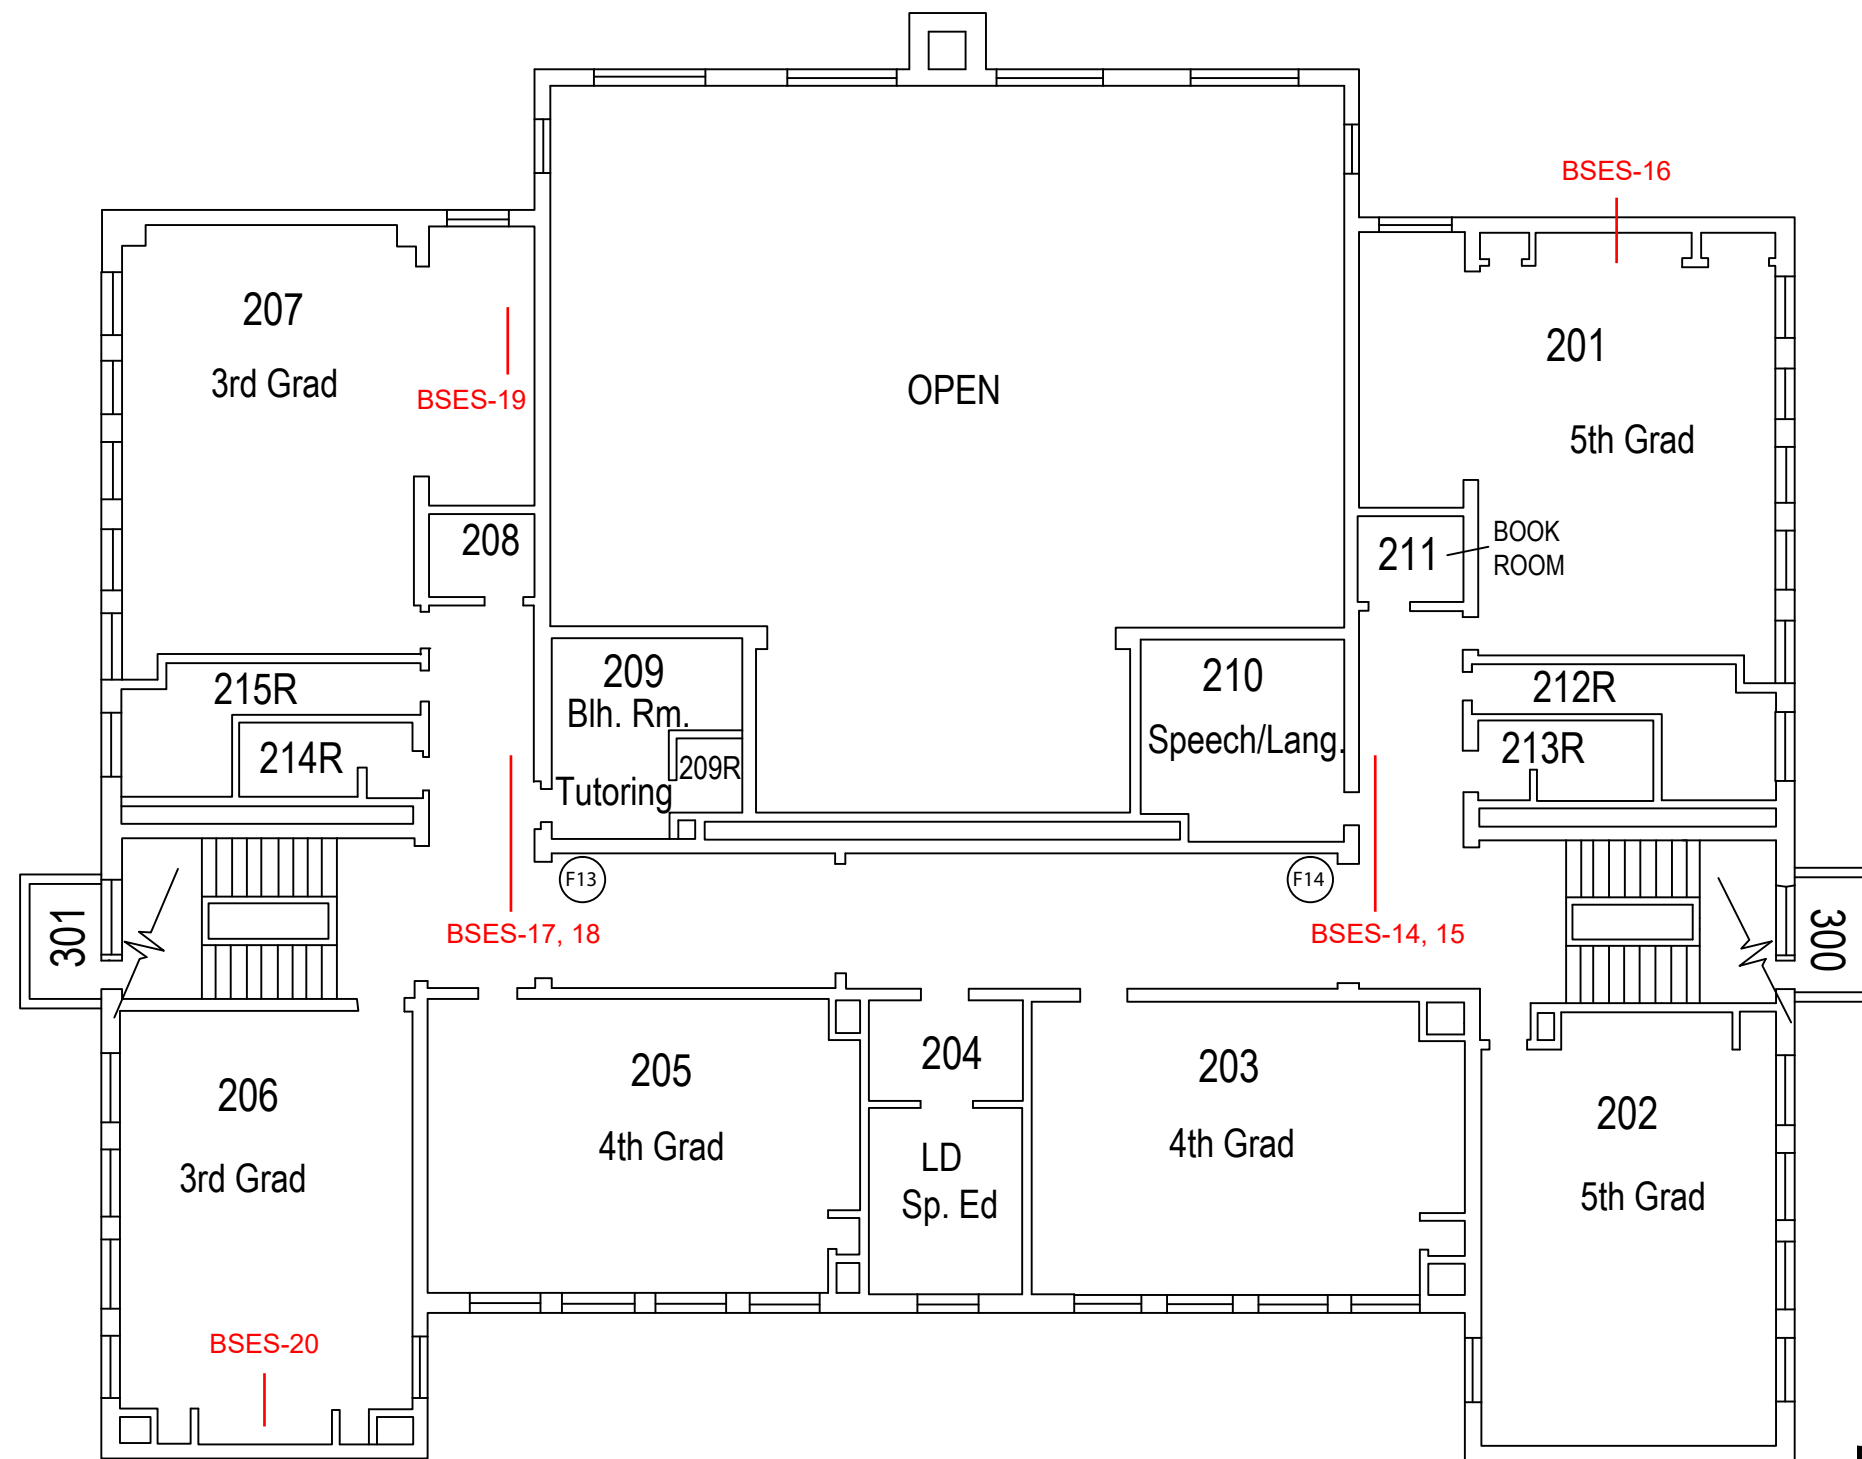 BSES-16
207
3rd Grad
BSES-19
OPEN
201
5th Grad
208
211
BOOK
ROOM
215R
214R
209
Blh. Rm.
209R
Tutoring
210
Speech/Lang.
212R
213R
F13
F14
301
BSES-17, 18
BSES-14, 15
300
206
3rd Grad
205
4th Grad
204
LD
Sp. Ed
203
4th Grad
202
5th Grad
BSES-20